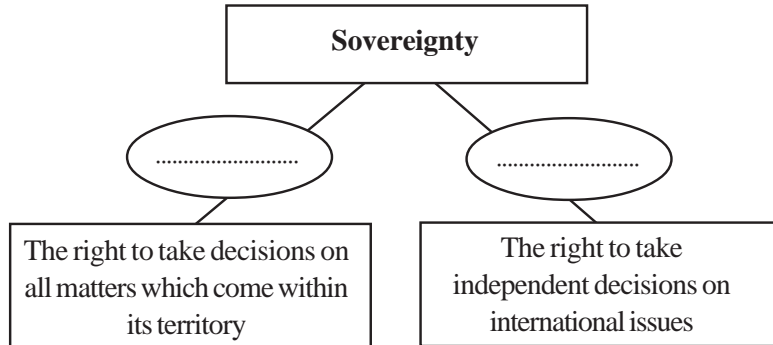 Sovereignty
..........................
..........................
The right to take decisions on
all matters which come within
its territory
The right to take
independent decisions on
international issues